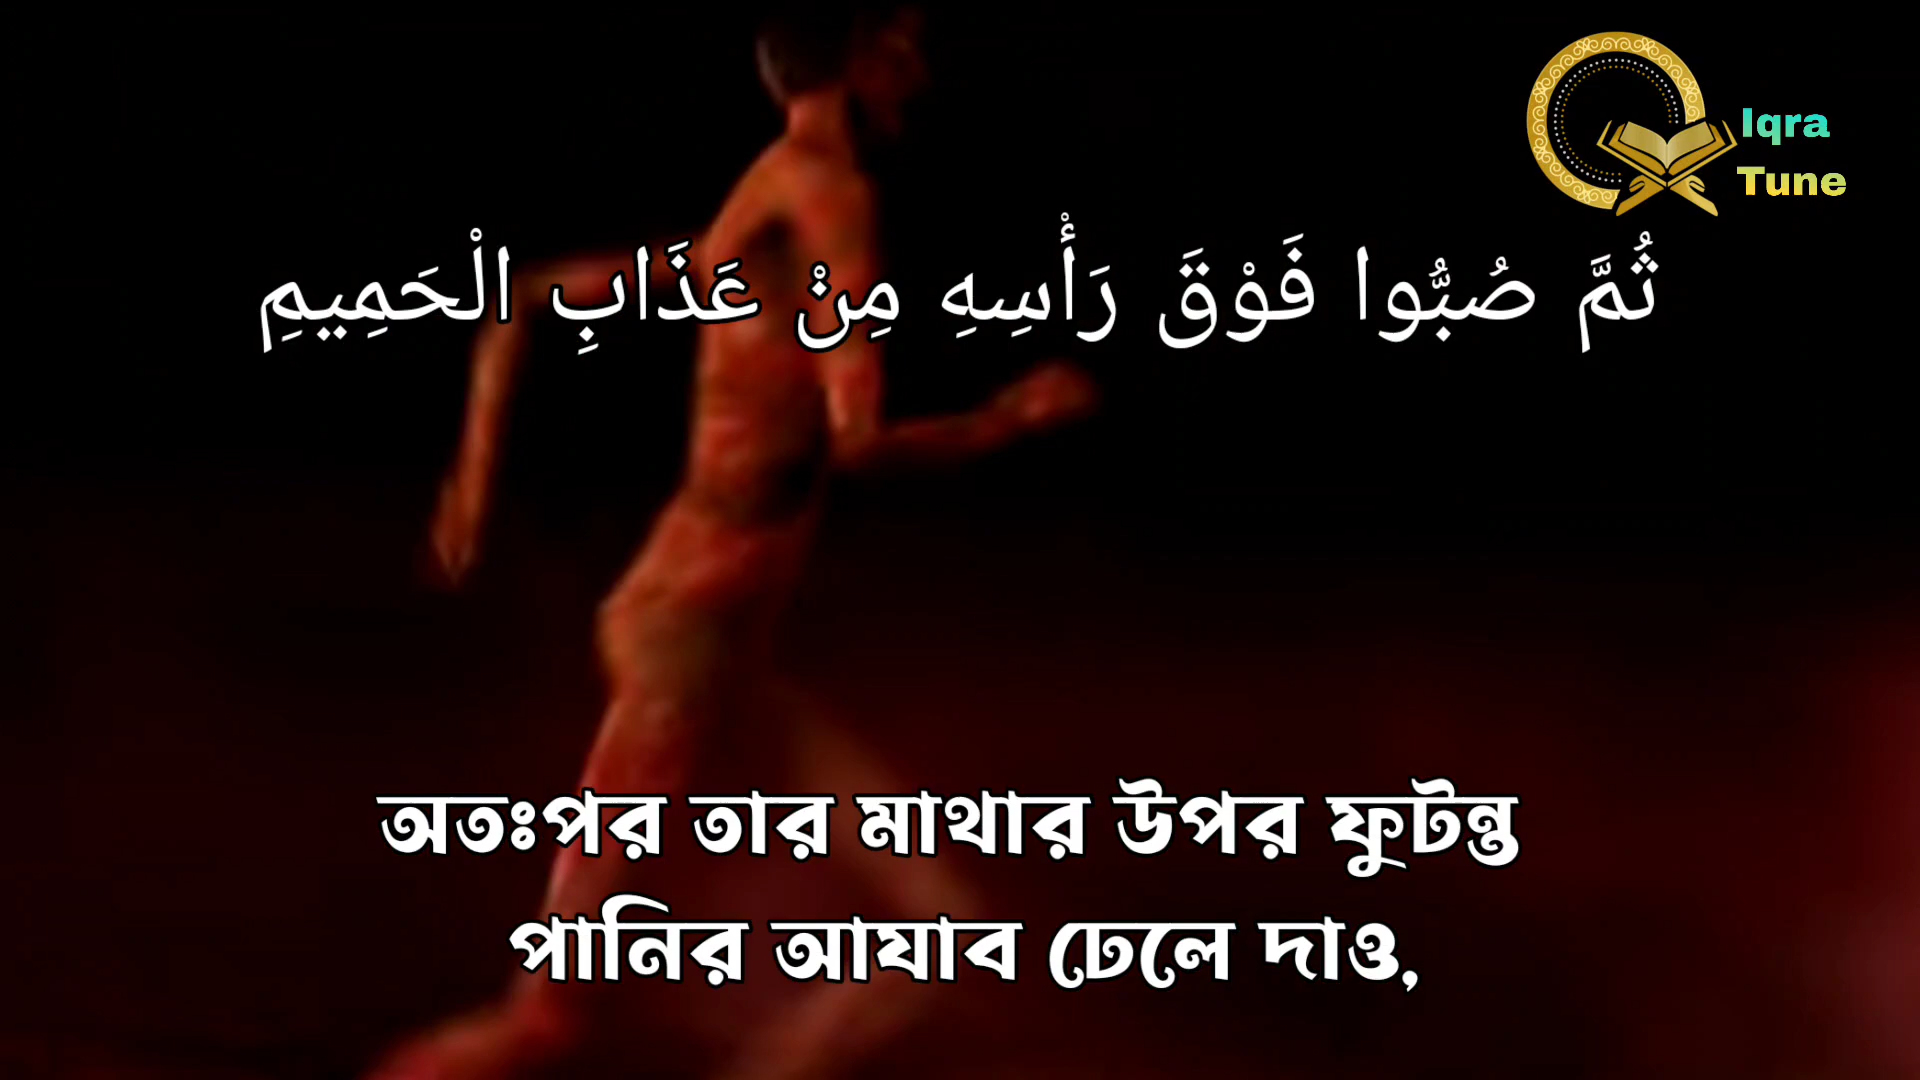 Iqra
Tune
ثُمَّ صُبُّوا فَوْقَ رَأْسِهِ مِنْ عَذَابِ الْحَمِيمِ
অতঃপর তার মাথার উপর ফুটন্ত
পানির আযাব ঢেলে দাও,